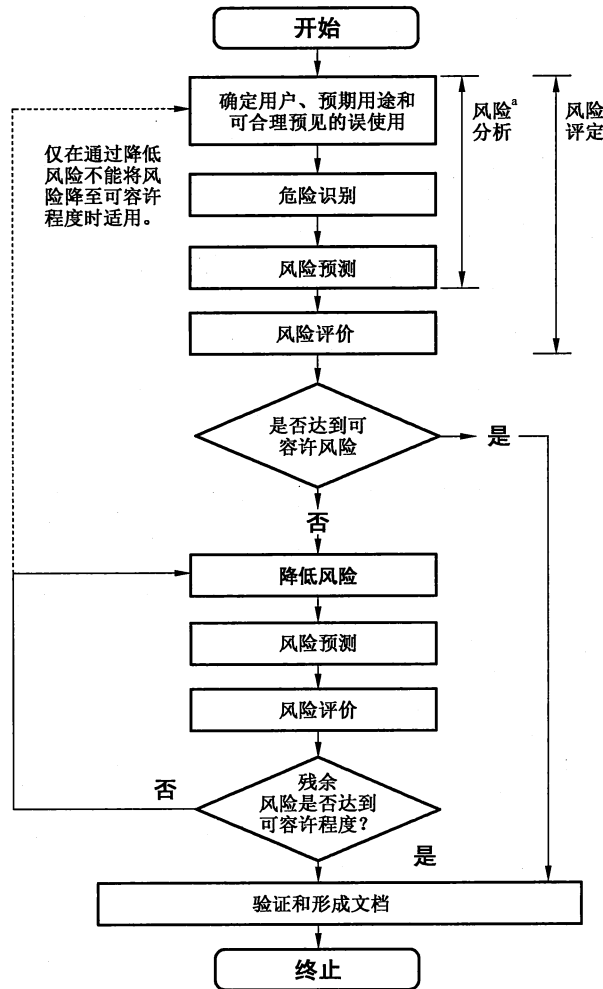 开始
确定用户、预期用途和
可合理预见的误使用
风险a
分析
风险
评定
仅在通过降低
风险不能将风
险降至可容许
程度时适用。
危险识别
风险预测
风险评价
是否达到可
容许风险
是
否
降低风险
风险预测
风险评价
残余
风险是否达到
可容许程度？
否
是
验证和形成文档
终止